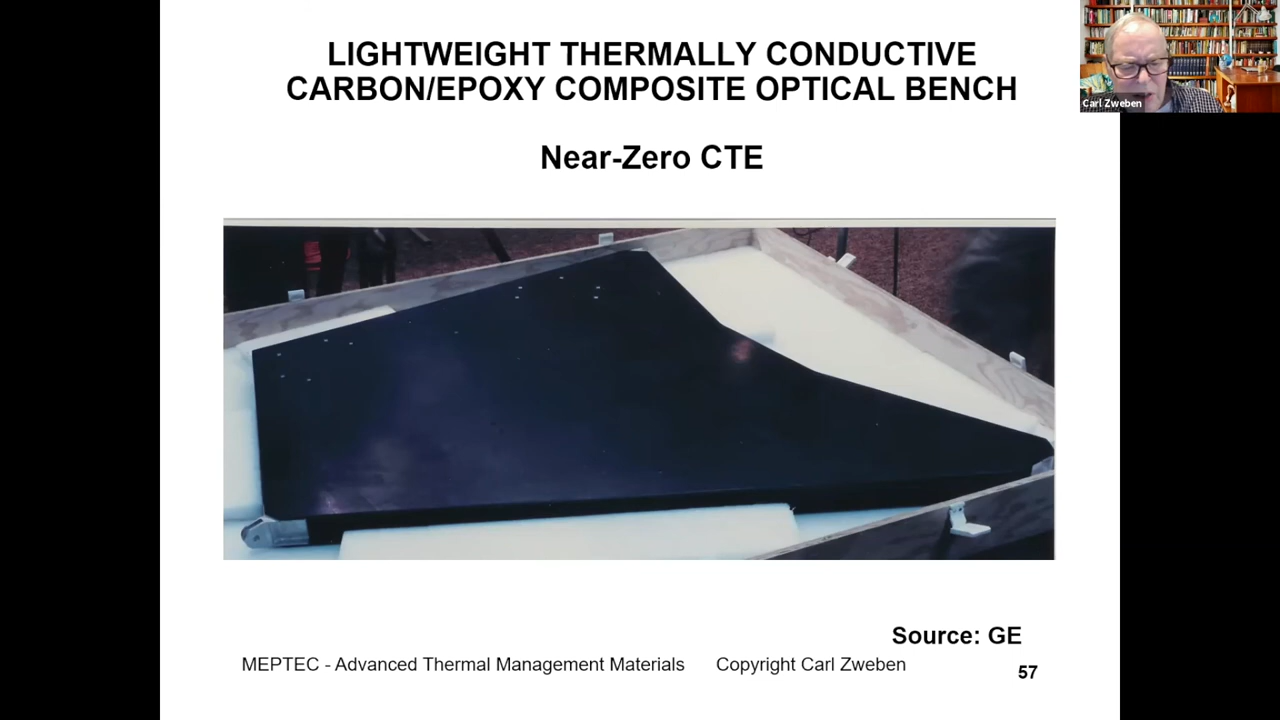 LIGHTWEIGHT THERMALLY CONDUCTIVE
CARBON/EPOXY COMPOSITE OPTICAL BENCH
Near-Zero CTE
Carl Zweben
Source: GE
MEPTEC - Advanced Thermal Management Materials Copyright Carl Zweben
57